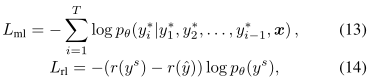 L_ml = − ∑_{i=1}^{T} log p_θ(y_i^*|y_1^*, y_2^*, …, y_{i−1}^*, x) , (13)
L_rl = −(r(y^s) − r(ŷ)) log p_θ(y^s), (14)